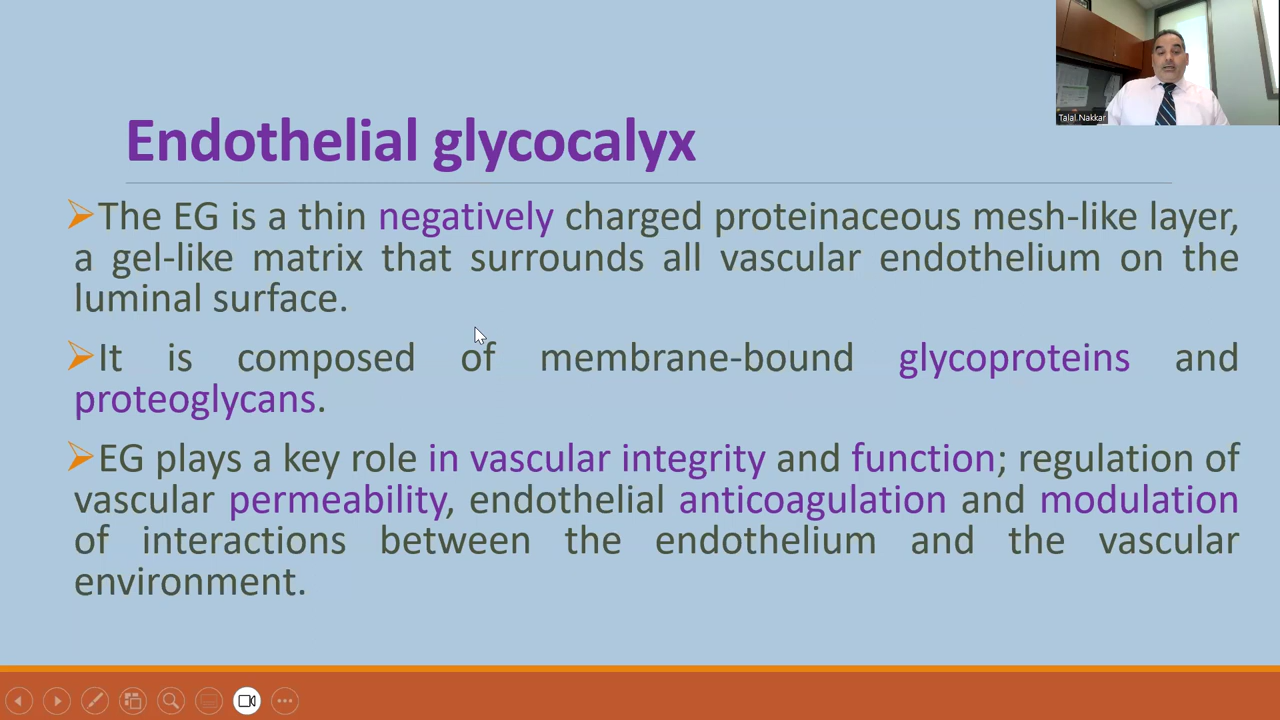 Talal Nakkar
Endothelial glycocalyx
The EG is a thin negatively charged proteinaceous mesh-like layer,
a gel-like matrix that surrounds all vascular endothelium on the
luminal surface.
It is composed of membrane-bound glycoproteins and
proteoglycans.
EG plays a key role in vascular integrity and function; regulation of
vascular permeability, endothelial anticoagulation and modulation
of interactions between the endothelium and the vascular
environment.